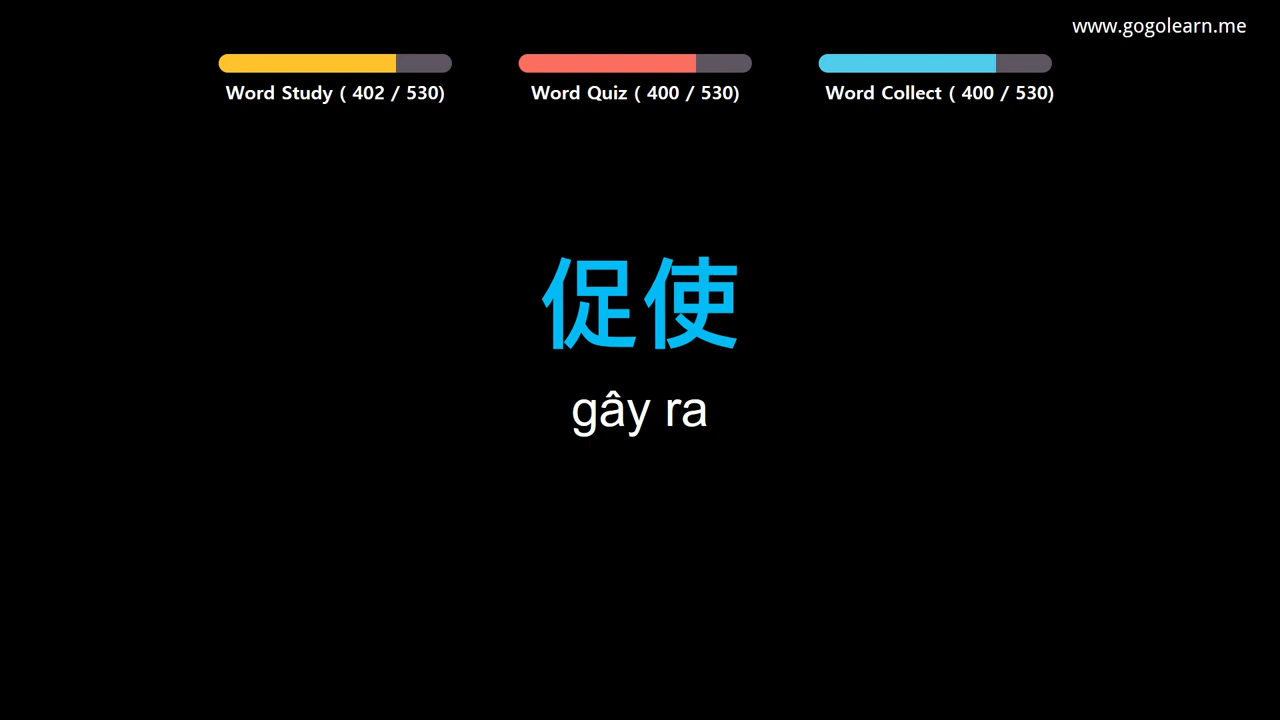 www.gogolearn.me
Word Study ( 402 / 530)
Word Quiz ( 400 / 530)
Word Collect ( 400 / 530)
促使
gây ra